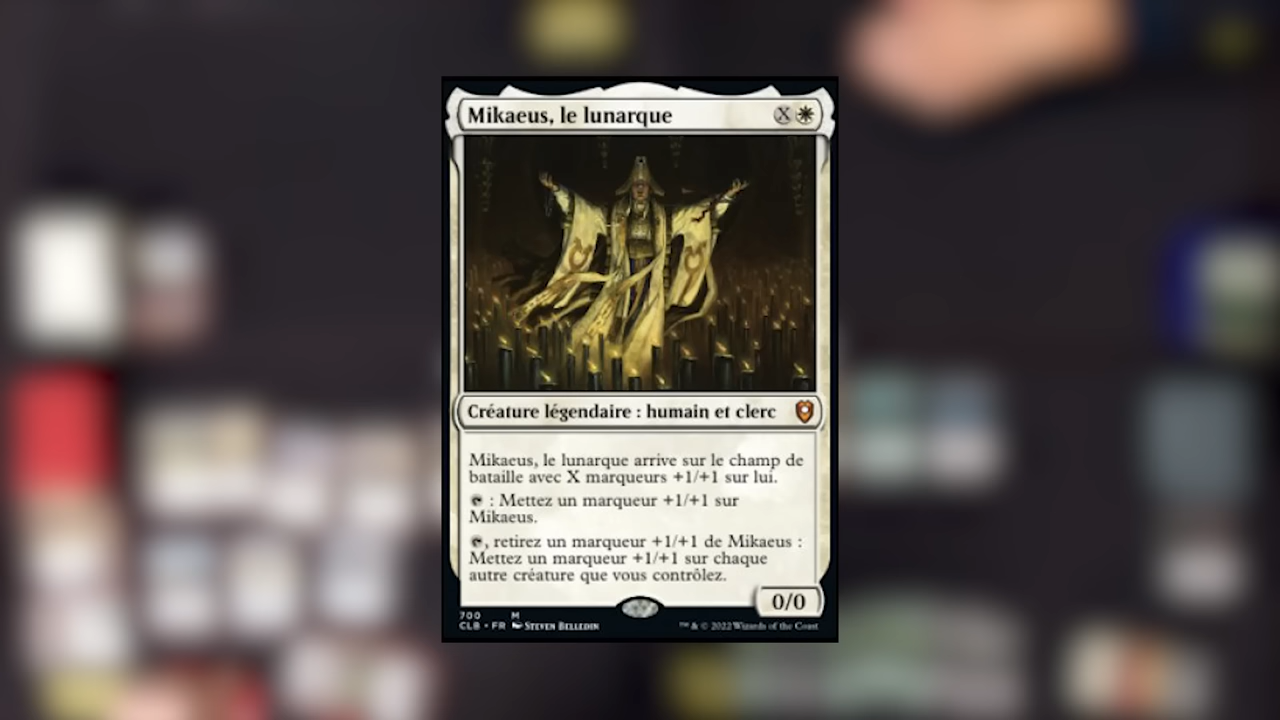 Mikaeus, le lunarque X
Créature légendaire : humain et clerc
Mikaeus, le lunarque arrive sur le champ de
bataille avec X marqueurs +1/+1 sur lui.
: Mettez un marqueur +1/+1 sur
Mikaeus.
, retirez un marqueur +1/+1 de Mikaeus :
Mettez un marqueur +1/+1 sur chaque
autre créature que vous contrôlez.
0/0
700 M
CLB • FR Steven Belledin ™ & © 2022 Wizards of the Coast